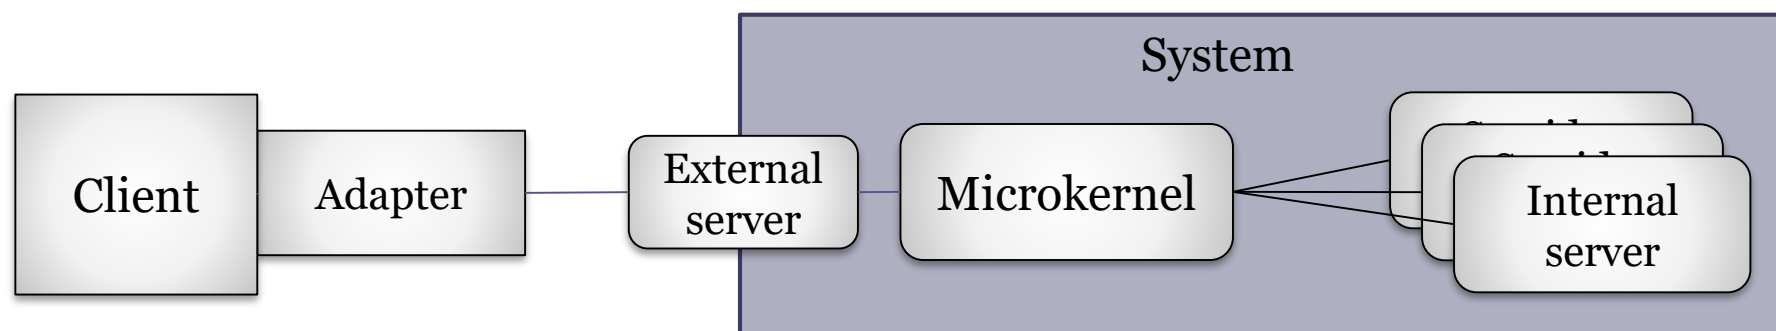 System
Client
Adapter
External
server
Microkernel
Internal
server